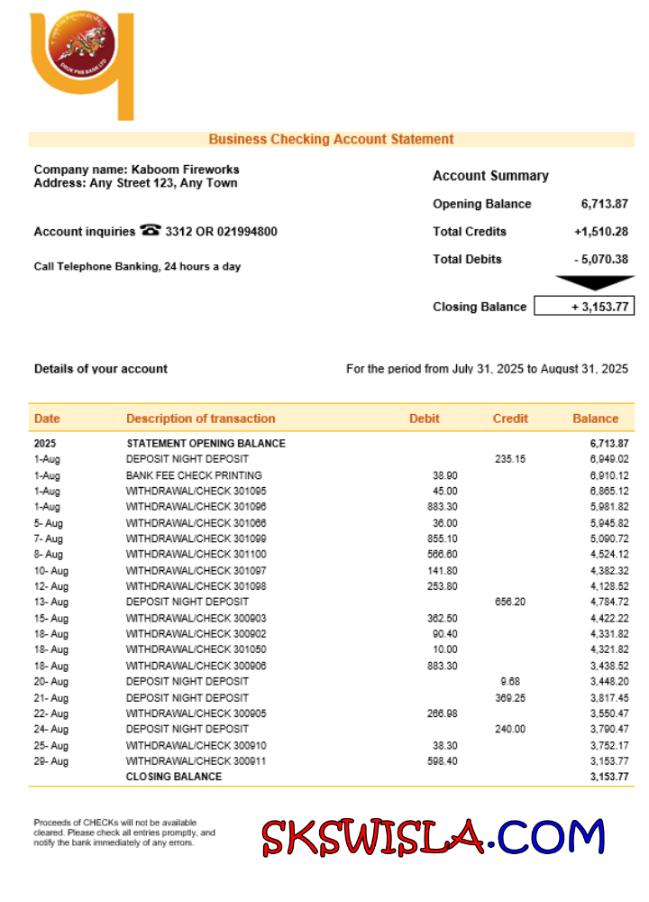 DRUK PNB BANK LTD
Business Checking Account Statement
Company name: Kaboom Fireworks
Address: Any Street 123, Any Town
Account inquiries ☎ 3312 OR 021994800
Call Telephone Banking, 24 hours a day
Account Summary
Opening Balance 6,713.87
Total Credits +1,510.28
Total Debits - 5,070.38
Closing Balance + 3,153.77
Details of your account For the period from July 31, 2025 to August 31, 2025
Date Description of transaction Debit Credit Balance
2025 STATEMENT OPENING BALANCE 6,713.87
1-Aug DEPOSIT NIGHT DEPOSIT 235.15 6,949.02
1-Aug BANK FEE CHECK PRINTING 38.90 6,910.12
1-Aug WITHDRAWAL/CHECK 301095 45.00 6,865.12
1-Aug WITHDRAWAL/CHECK 301096 883.30 5,981.82
5- Aug WITHDRAWAL/CHECK 301066 36.00 5,945.82
7- Aug WITHDRAWAL/CHECK 301099 855.10 5,090.72
8- Aug WITHDRAWAL/CHECK 301100 566.60 4,524.12
10- Aug WITHDRAWAL/CHECK 301097 141.80 4,382.32
12- Aug WITHDRAWAL/CHECK 301098 253.80 4,128.52
13- Aug DEPOSIT NIGHT DEPOSIT 656.20 4,784.72
15- Aug WITHDRAWAL/CHECK 300903 362.50 4,422.22
18- Aug WITHDRAWAL/CHECK 300902 90.40 4,331.82
18- Aug WITHDRAWAL/CHECK 301050 10.00 4,321.82
18- Aug WITHDRAWAL/CHECK 300906 883.30 3,438.52
20- Aug DEPOSIT NIGHT DEPOSIT 9.68 3,448.20
21- Aug DEPOSIT NIGHT DEPOSIT 369.25 3,817.45
22- Aug WITHDRAWAL/CHECK 300905 266.98 3,550.47
24- Aug DEPOSIT NIGHT DEPOSIT 240.00 3,790.47
25- Aug WITHDRAWAL/CHECK 300910 38.30 3,752.17
29- Aug WITHDRAWAL/CHECK 300911 598.40 3,153.77
CLOSING BALANCE 3,153.77
Proceeds of CHECKs will not be available
cleared. Please check all entries promptly, and
notify the bank immediately of any errors.
SKSWISLA.COM